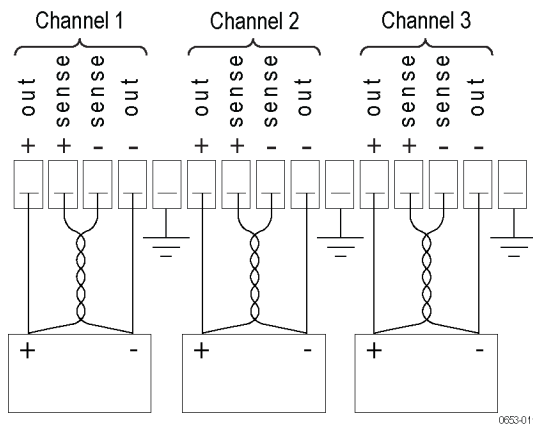 Channel 1 Channel 2 Channel 3
+ out + sense - sense - out + out + sense - sense - out + out + sense - sense - out
+ - + - + -
0653-01